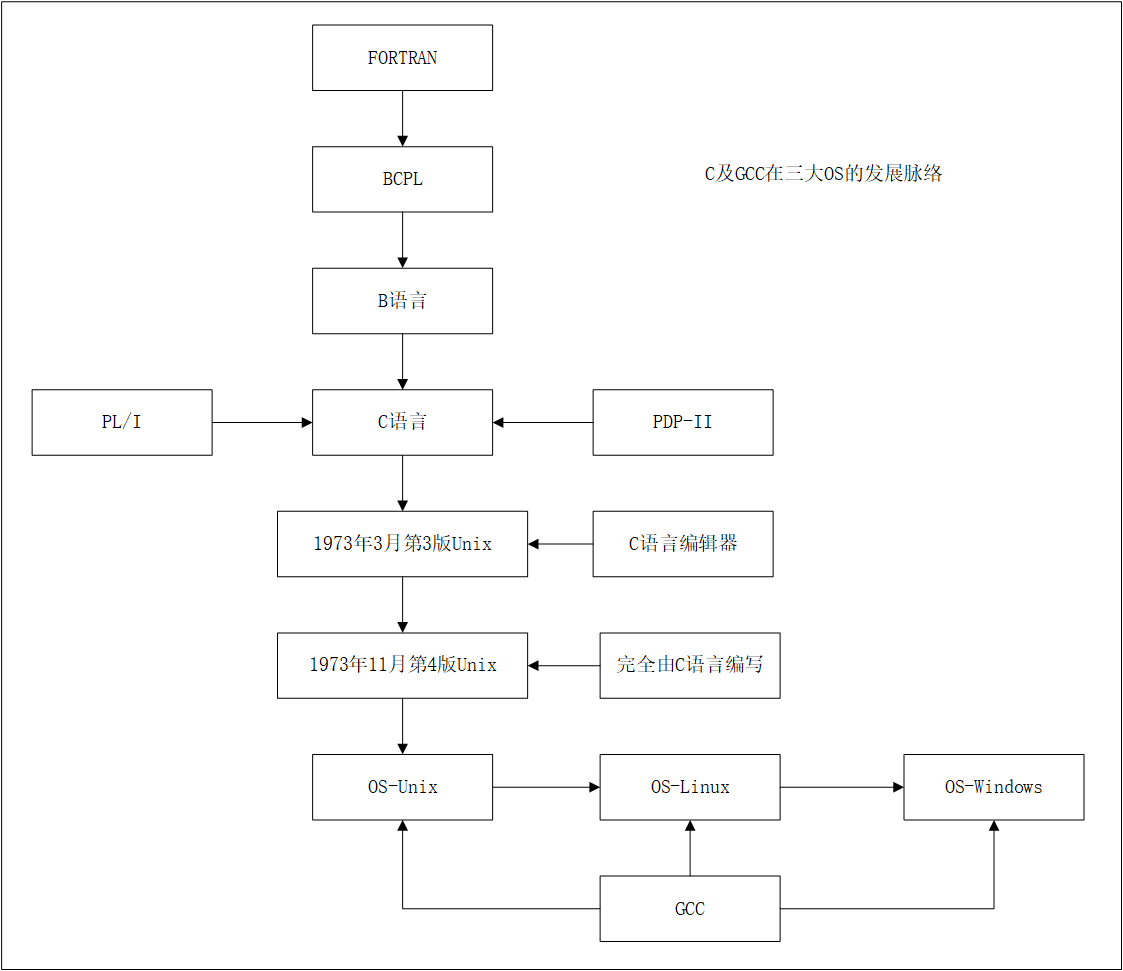 FORTRAN
C及GCC在三大OS的发展脉络
BCPL
B语言
PL/I
C语言
PDP-II
1973年3月第3版Unix
C语言编辑器
1973年11月第4版Unix
完全由C语言编写
OS-Unix
OS-Linux
OS-Windows
GCC